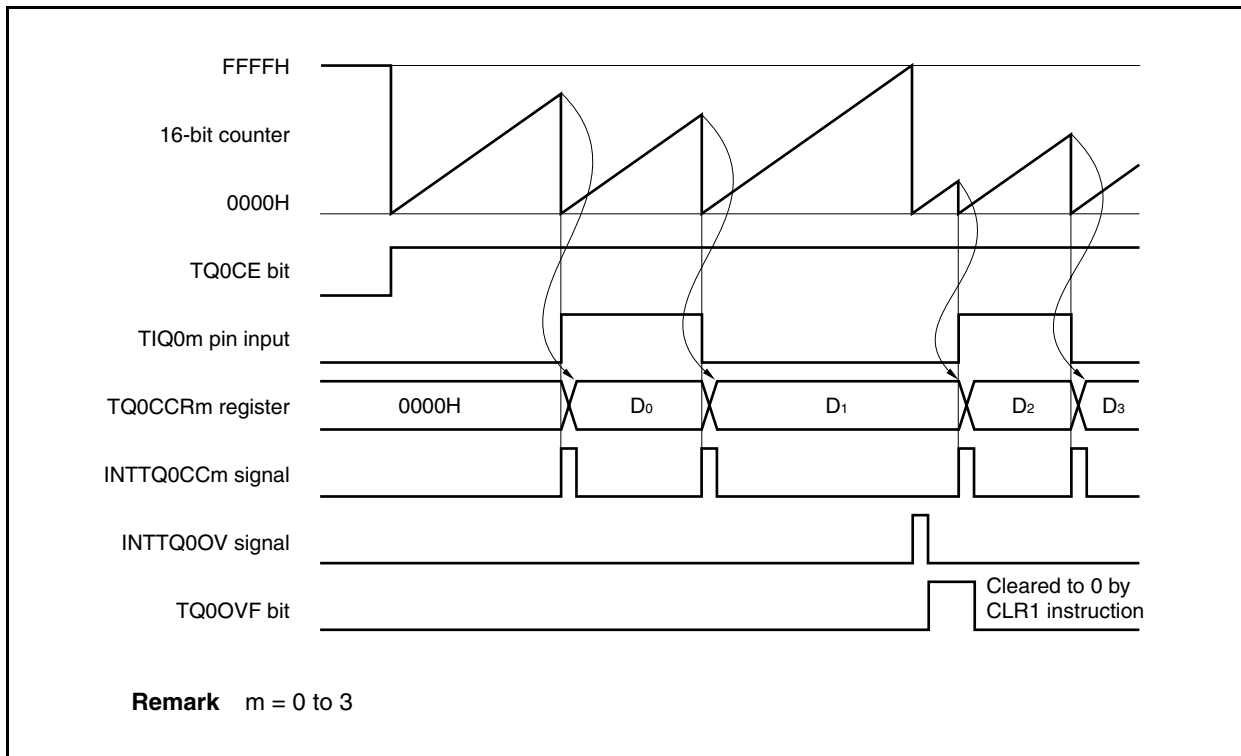 FFFFH
16-bit counter
0000H
TQ0CE bit
TIQ0m pin input
TQ0CCRm register
0000H
D0
D1
D2
D3
INTTQ0CCm signal
INTTQ0OV signal
TQ0OVF bit
Cleared to 0 by
CLR1 instruction
Remark m = 0 to 3